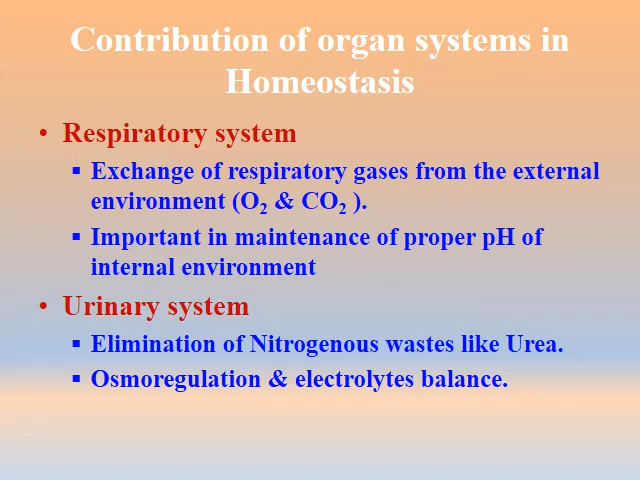 Contribution of organ systems in
Homeostasis
• Respiratory system
▪ Exchange of respiratory gases from the external
environment (O₂ & CO₂ ).
▪ Important in maintenance of proper pH of
internal environment
• Urinary system
▪ Elimination of Nitrogenous wastes like Urea.
▪ Osmoregulation & electrolytes balance.